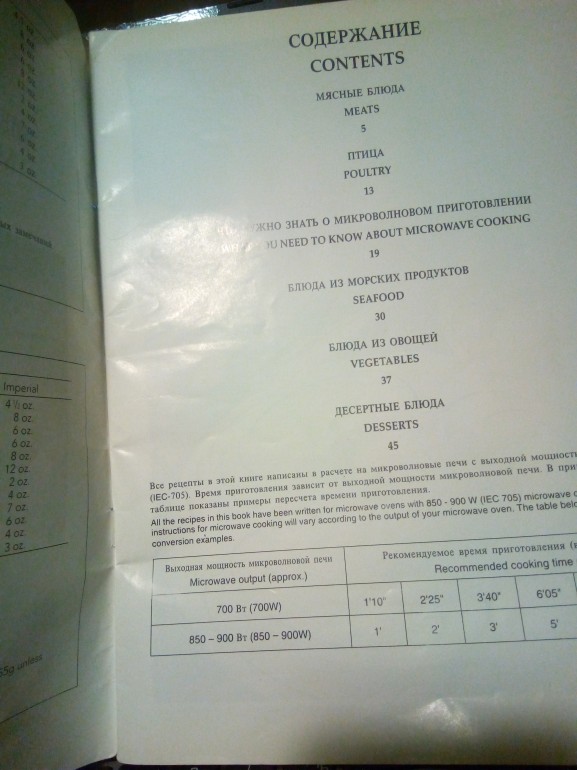 Imperial
4 ½ oz.
8 oz.
6 oz.
6 oz.
8 oz.
12 oz.
2 oz.
4 oz.
7 oz.
6 oz.
4 oz.
3 oz.
unless
СОДЕРЖАНИЕ
CONTENTS
МЯСНЫЕ БЛЮДА
MEATS
5
ПТИЦА
POULTRY
13
НУЖНО ЗНАТЬ О МИКРОВОЛНОВОМ ПРИГОТОВЛЕНИИ
YOU NEED TO KNOW ABOUT MICROWAVE COOKING
19
БЛЮДА ИЗ МОРСКИХ ПРОДУКТОВ
SEAFOOD
30
БЛЮДА ИЗ ОВОЩЕЙ
VEGETABLES
37
ДЕСЕРТНЫЕ БЛЮДА
DESSERTS
45
Все рецепты в этой книге написаны в расчете на микроволновые печи с выходной мощност
(IEC-705). Время приготовления зависит от выходной мощности микроволновой печи. В при
таблице показаны примеры пересчета времени приготовления.
All the recipes in this book have been written for microwave ovens with 850 - 900 W (IEC 705) microwave o
instructions for microwave cooking will vary according to the output of your microwave oven. The table belo
conversion examples.
Выходная мощность микроволновой печи Рекомендуемое время приготовления (
Microwave output (approx.) Recommended cooking time
700 Вт (700W) 1'10" 2'25" 3'40" 6'05"
850 – 900 Вт (850 – 900W) 1' 2' 3' 5'